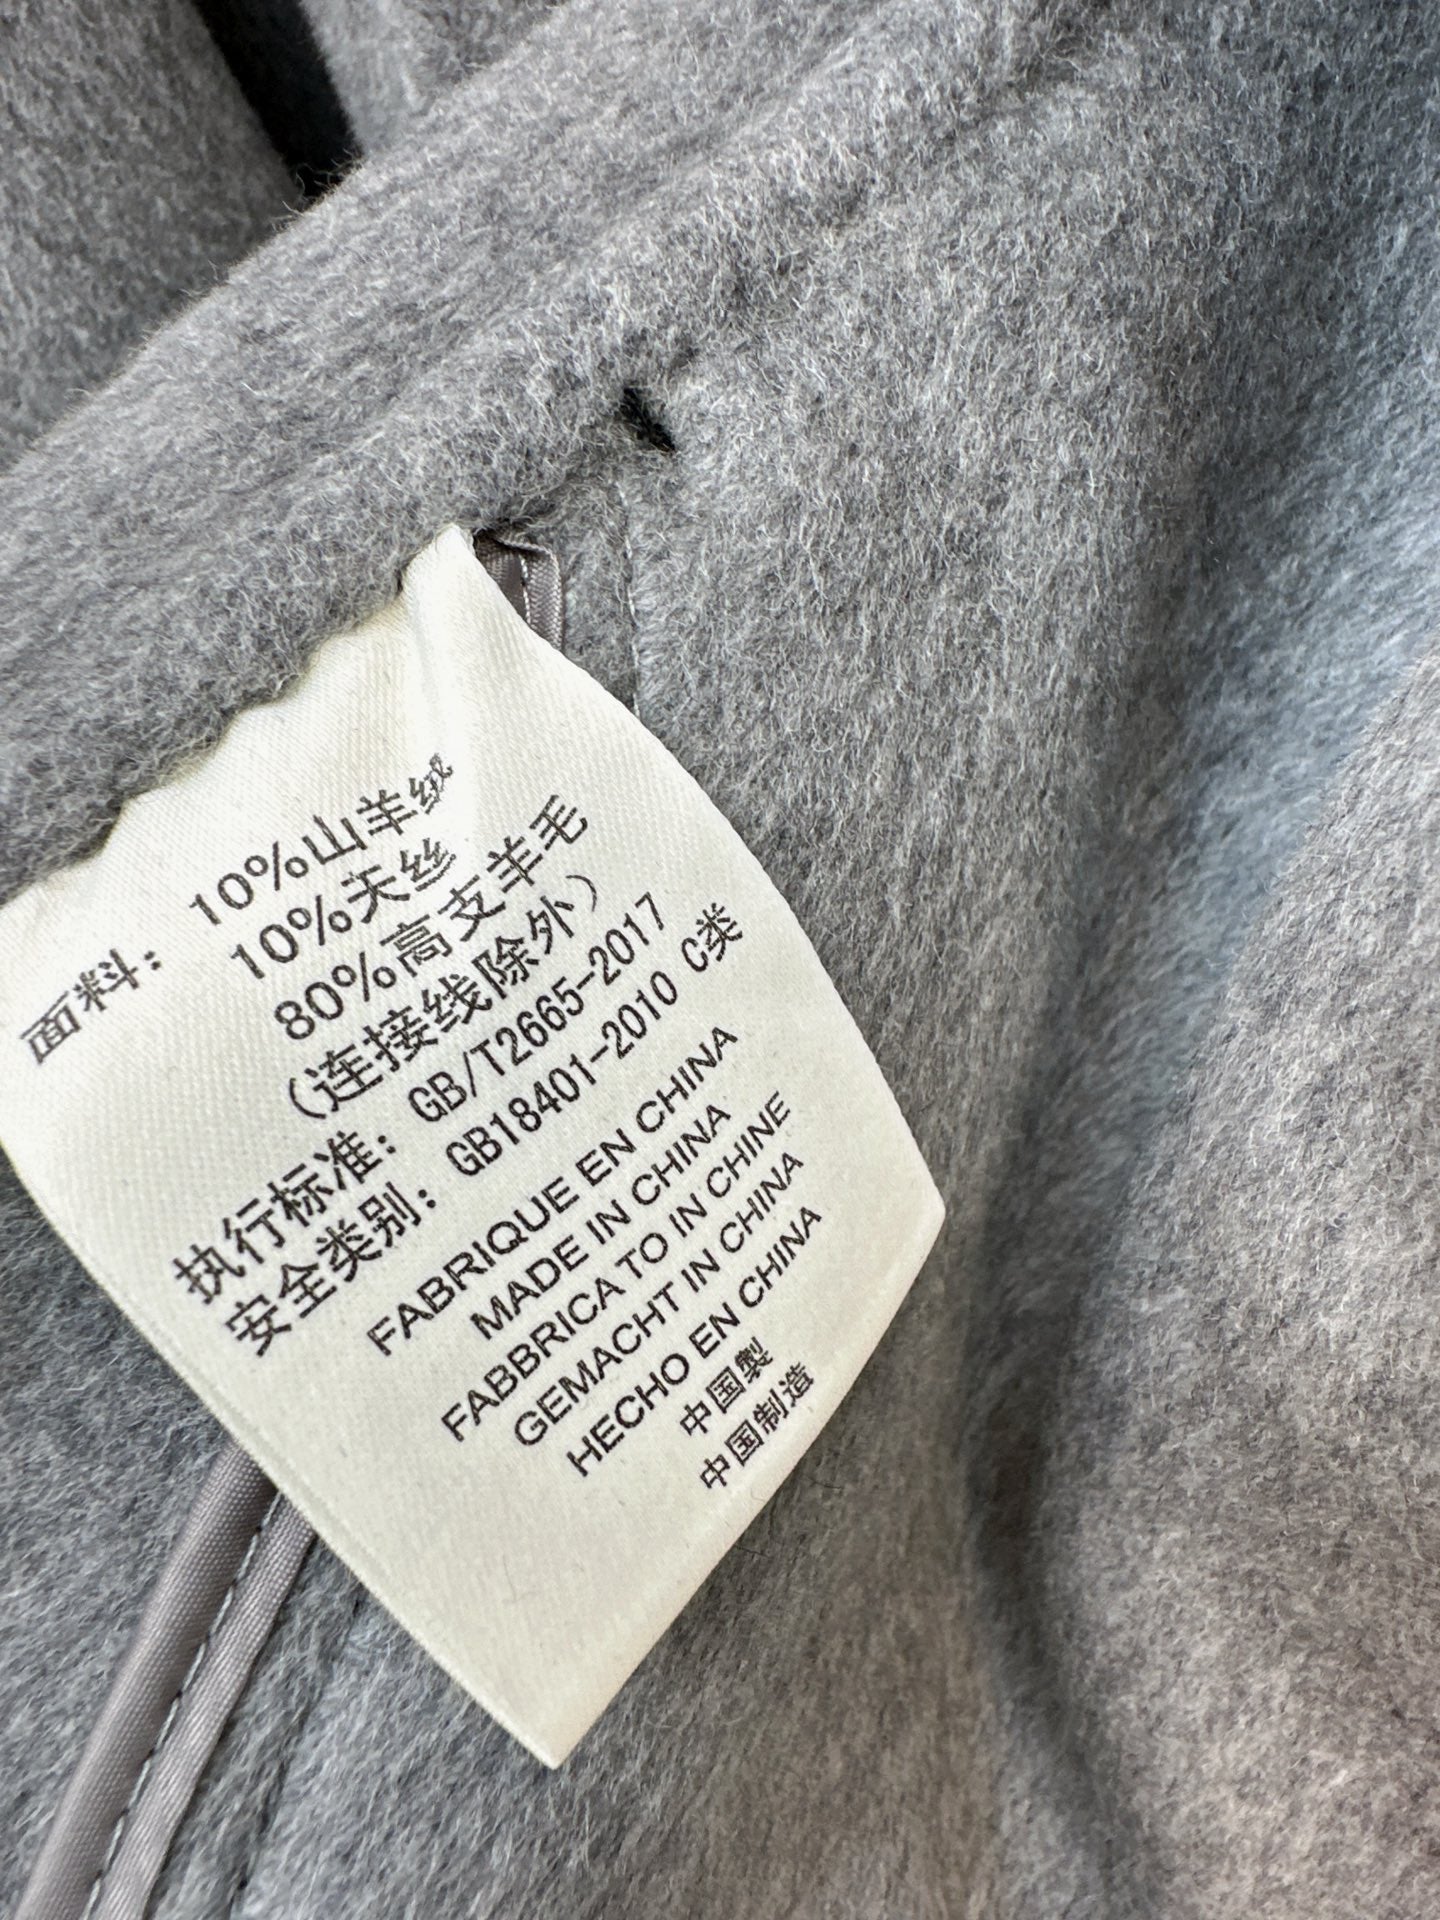 面料： 10%山羊绒
10%天丝
80%高支羊毛
（连接线除外）
执行标准： GB/T2665-2017
安全类别： GB18401-2010 C类
FABRIQUE EN CHINA
MADE IN CHINA
FABBRICA TO IN CHINE
GEMACHT IN CHINA
HECHO EN CHINA
中国製
中国制造